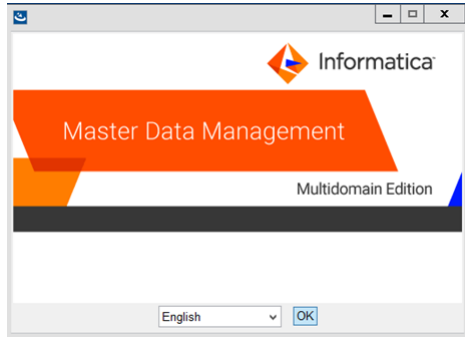 Informatica
Master Data Management
Multidomain Edition
English
OK